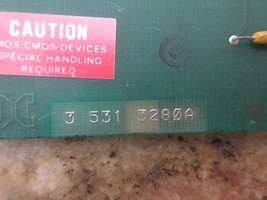 CAUTION
MOS/CMOS-DEVICES
SPECIAL HANDLING
REQUIRED
3 531 3280A